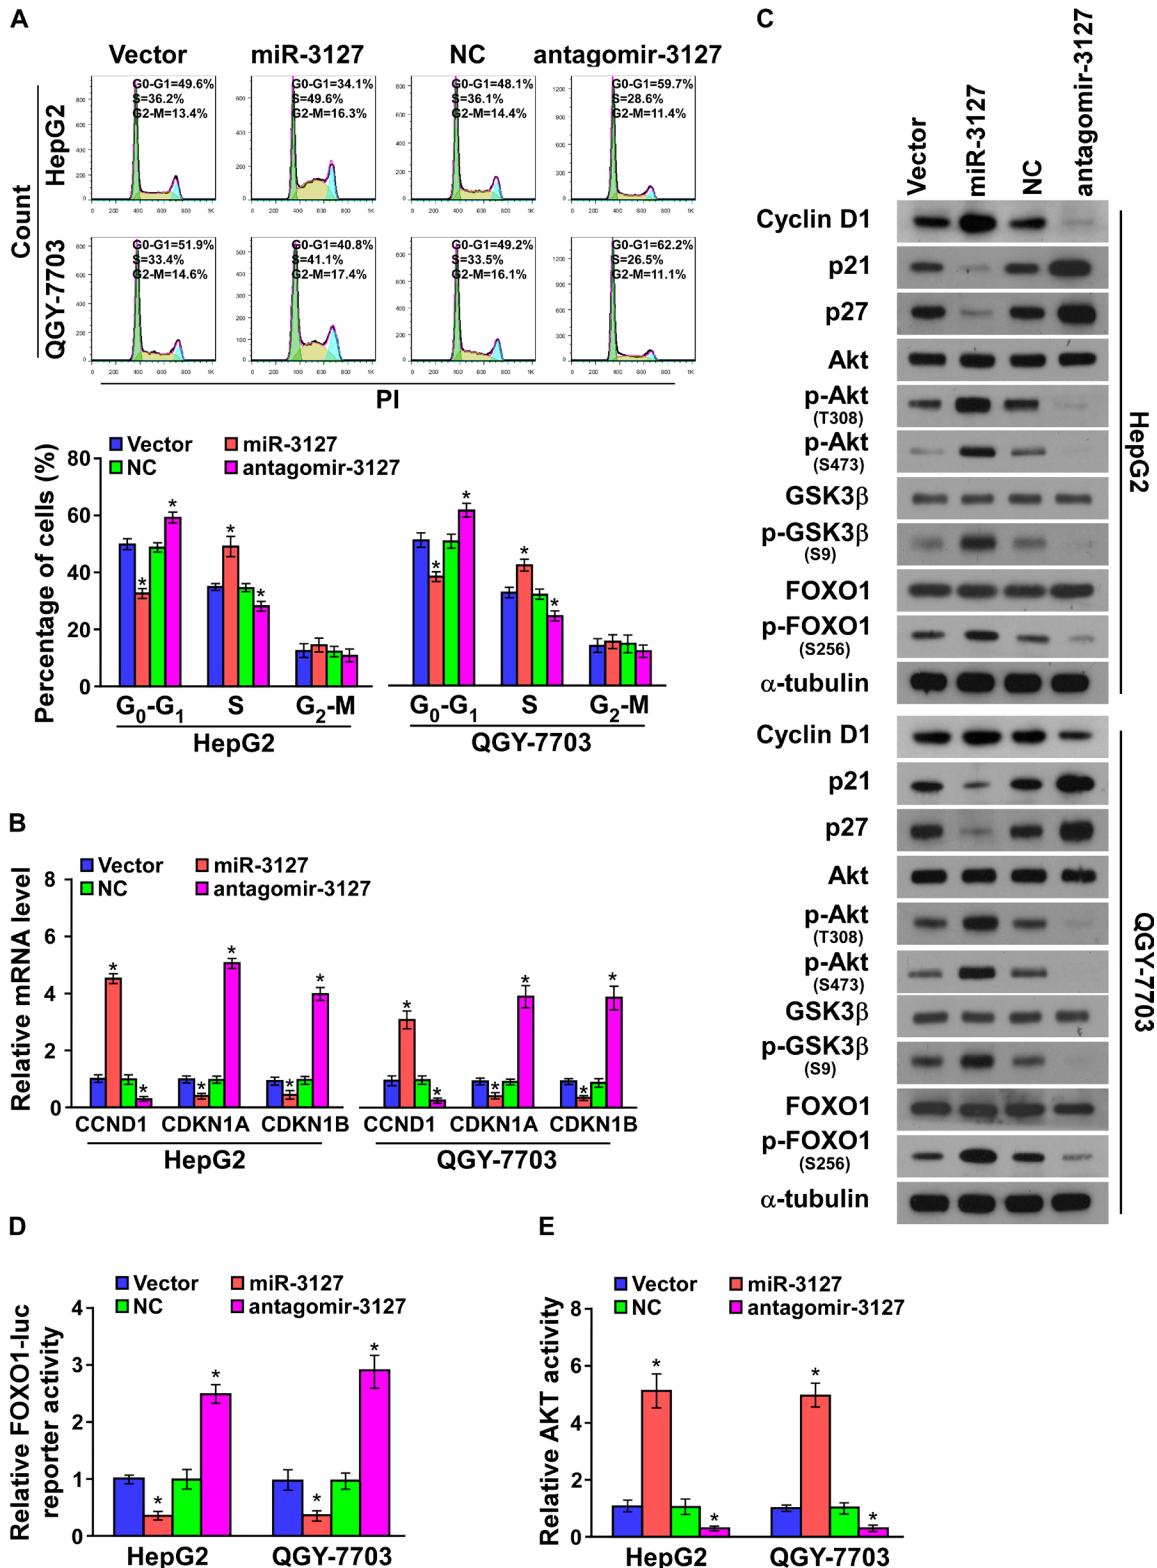 A
Vector miR-3127 NC antagomir-3127
HepG2
G0-G1=49.6%
S=36.2%
G2-M=13.4%
G0-G1=34.1%
S=49.6%
G2-M=16.3%
G0-G1=48.1%
S=36.1%
G2-M=14.4%
G0-G1=59.7%
S=28.6%
G2-M=11.4%
Count
QGY-7703
G0-G1=51.9%
S=33.4%
G2-M=14.6%
G0-G1=40.8%
S=41.1%
G2-M=17.4%
G0-G1=49.2%
S=33.5%
G2-M=16.1%
G0-G1=62.2%
S=26.5%
G2-M=11.1%
PI
Vector miR-3127
NC antagomir-3127
Percentage of cells (%)
80
60
40
20
0
* * * * * * * *
G0-G1 S G2-M G0-G1 S G2-M
HepG2 QGY-7703
B
Vector miR-3127
NC antagomir-3127
Relative mRNA level
8
6
4
2
0
* * * * * * * * * * * *
CCND1 CDKN1A CDKN1B CCND1 CDKN1A CDKN1B
HepG2 QGY-7703
C
Vector miR-3127 NC antagomir-3127
Cyclin D1
p21
p27
Akt
p-Akt
(T308)
p-Akt
(S473)
GSK3β
p-GSK3β
(S9)
FOXO1
p-FOXO1
(S256)
α-tubulin
HepG2
Cyclin D1
p21
p27
Akt
p-Akt
(T308)
p-Akt
(S473)
GSK3β
p-GSK3β
(S9)
FOXO1
p-FOXO1
(S256)
α-tubulin
QGY-7703
D
Vector miR-3127
NC antagomir-3127
Relative FOXO1-luc
reporter activity
4
3
2
1
0
* * * *
HepG2 QGY-7703
E
Vector miR-3127
NC antagomir-3127
Relative AKT activity
8
6
4
2
0
* * * *
HepG2 QGY-7703